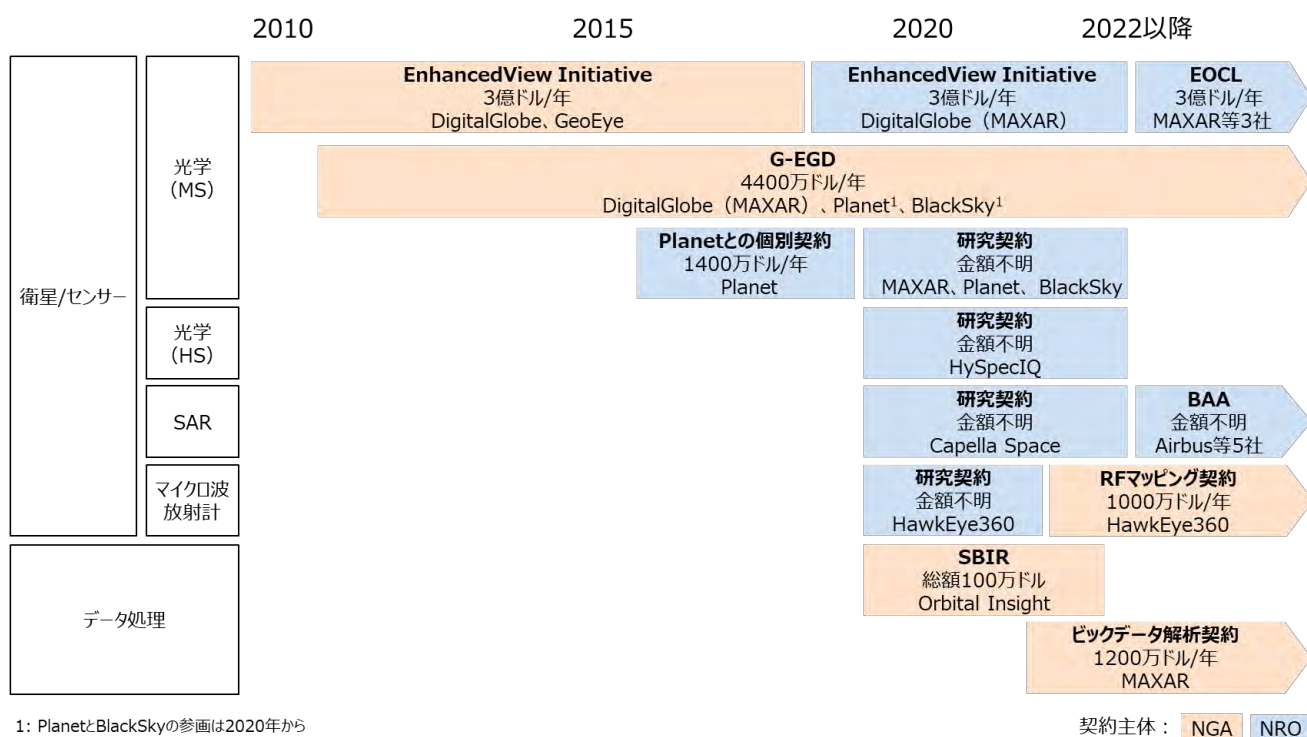 2010
2015
2020
2022以降
衛星/センサー
光学
(MS)
EnhancedView Initiative
3億ドル/年
DigitalGlobe、GeoEye
EnhancedView Initiative
3億ドル/年
DigitalGlobe（MAXAR）
EOCL
3億ドル/年
MAXAR等3社
G-EGD
4400万ドル/年
DigitalGlobe（MAXAR）、Planet¹、BlackSky¹
Planetとの個別契約
1400万ドル/年
Planet
研究契約
金額不明
MAXAR、Planet、BlackSky
光学
(HS)
研究契約
金額不明
HySpecIQ
SAR
研究契約
金額不明
Capella Space
BAA
金額不明
Airbus等5社
マイクロ波
放射計
研究契約
金額不明
HawkEye360
RFマッピング契約
1000万ドル/年
HawkEye360
データ処理
SBIR
総額100万ドル
Orbital Insight
ビックデータ解析契約
1200万ドル/年
MAXAR
1: PlanetとBlackSkyの参画は2020年から
契約主体： NGA NRO